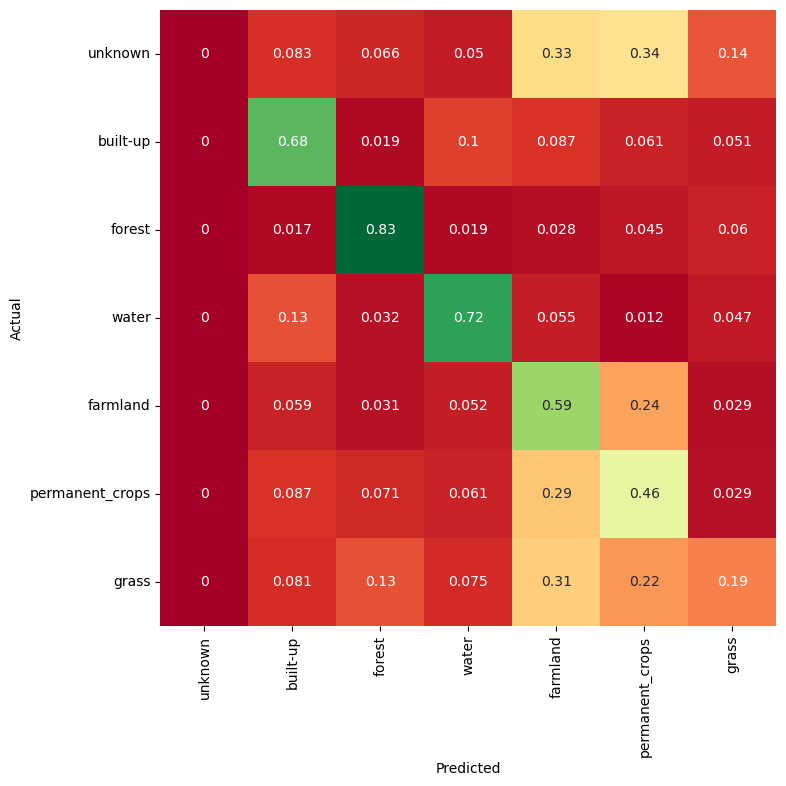 unknown 0 0.083 0.066 0.05 0.33 0.34 0.14
built-up 0 0.68 0.019 0.1 0.087 0.061 0.051
forest 0 0.017 0.83 0.019 0.028 0.045 0.06
water 0 0.13 0.032 0.72 0.055 0.012 0.047
farmland 0 0.059 0.031 0.052 0.59 0.24 0.029
permanent_crops 0 0.087 0.071 0.061 0.29 0.46 0.029
grass 0 0.081 0.13 0.075 0.31 0.22 0.19
Actual
unknown built-up forest water farmland permanent_crops grass
Predicted